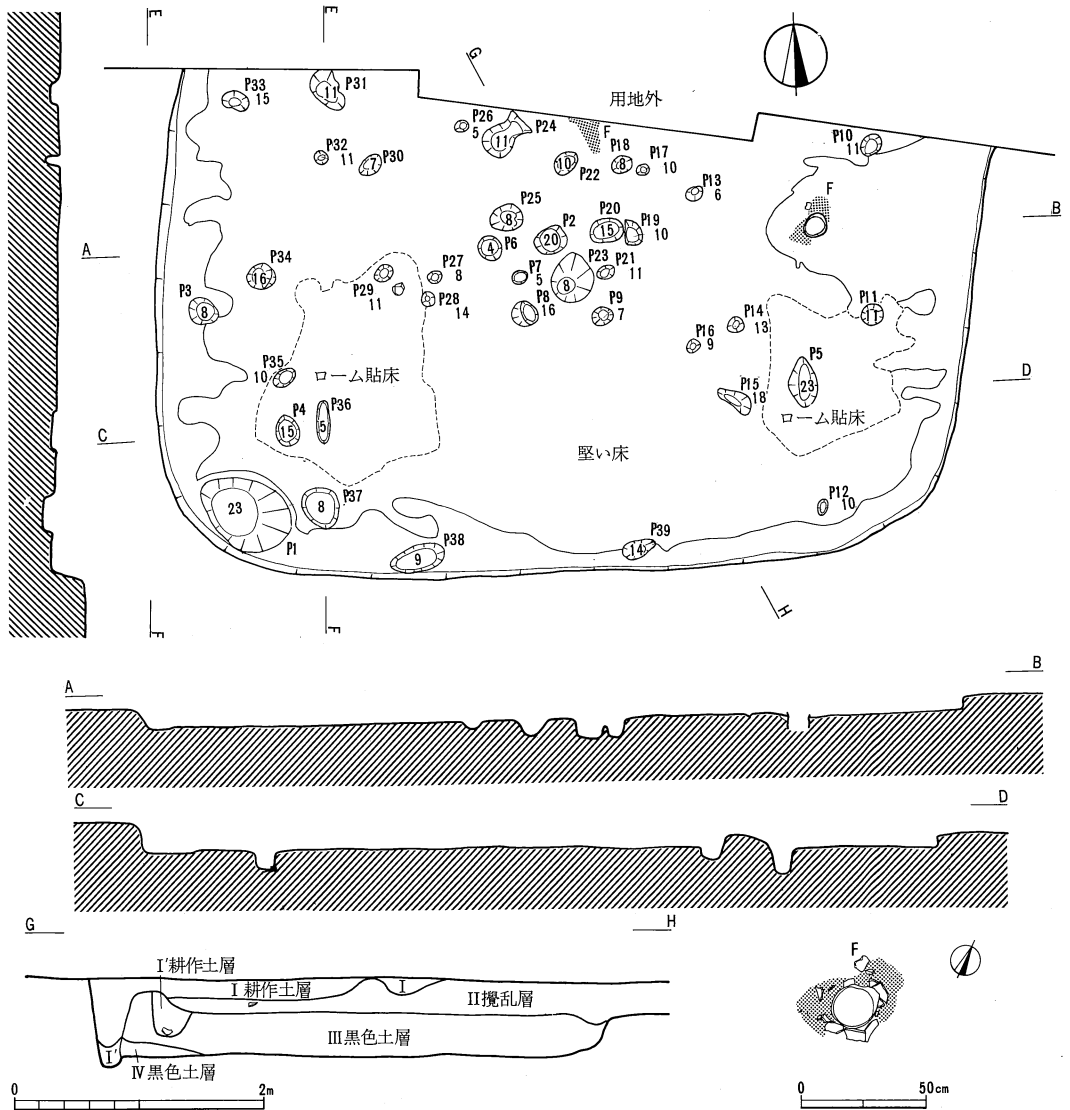 E
E
G
用地外
P33
15
P31
11
P26
5
P24
11
F
P10
11
P32
11
P30
7
P22
10
P18
8
P17
10
P13
6
F
B
P25
8
P2
20
P20
15
P19
10
A
P6
4
P34
16
P27
8
P7
5
P23
8
P21
11
P3
8
P29
11
P28
14
P8
16
P9
7
P14
13
P11
11
P16
9
P35
10
ローム貼床
P5
23
D
P4
15
P36
5
P15
18
ローム貼床
C
堅い床
23
P1
P37
8
P12
10
P38
9
P39
14
H
F
F
A
B
C
D
G
H
F
I'耕作土層
I 耕作土層
I
II攪乱層
III黒色土層
I'
IV黒色土層
0
2m
0
50cm